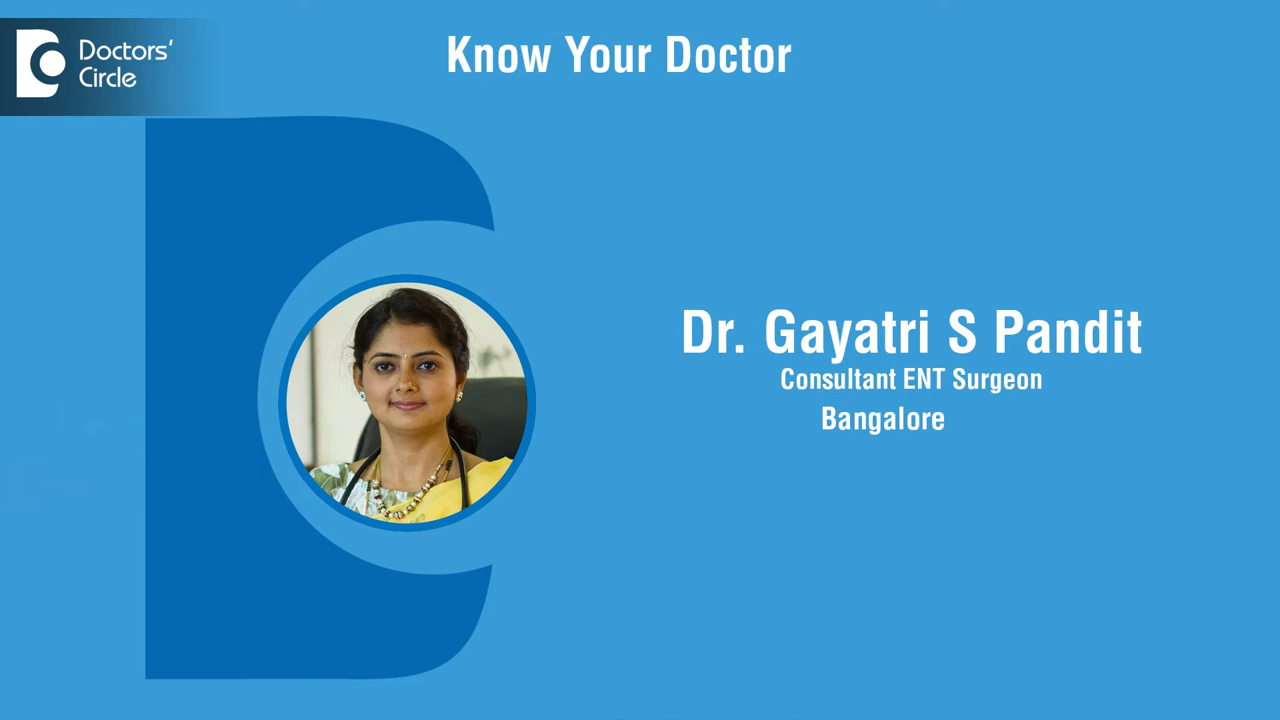 Doctors'
Circle
Know Your Doctor
Dr. Gayatri S Pandit
Consultant ENT Surgeon
Bangalore